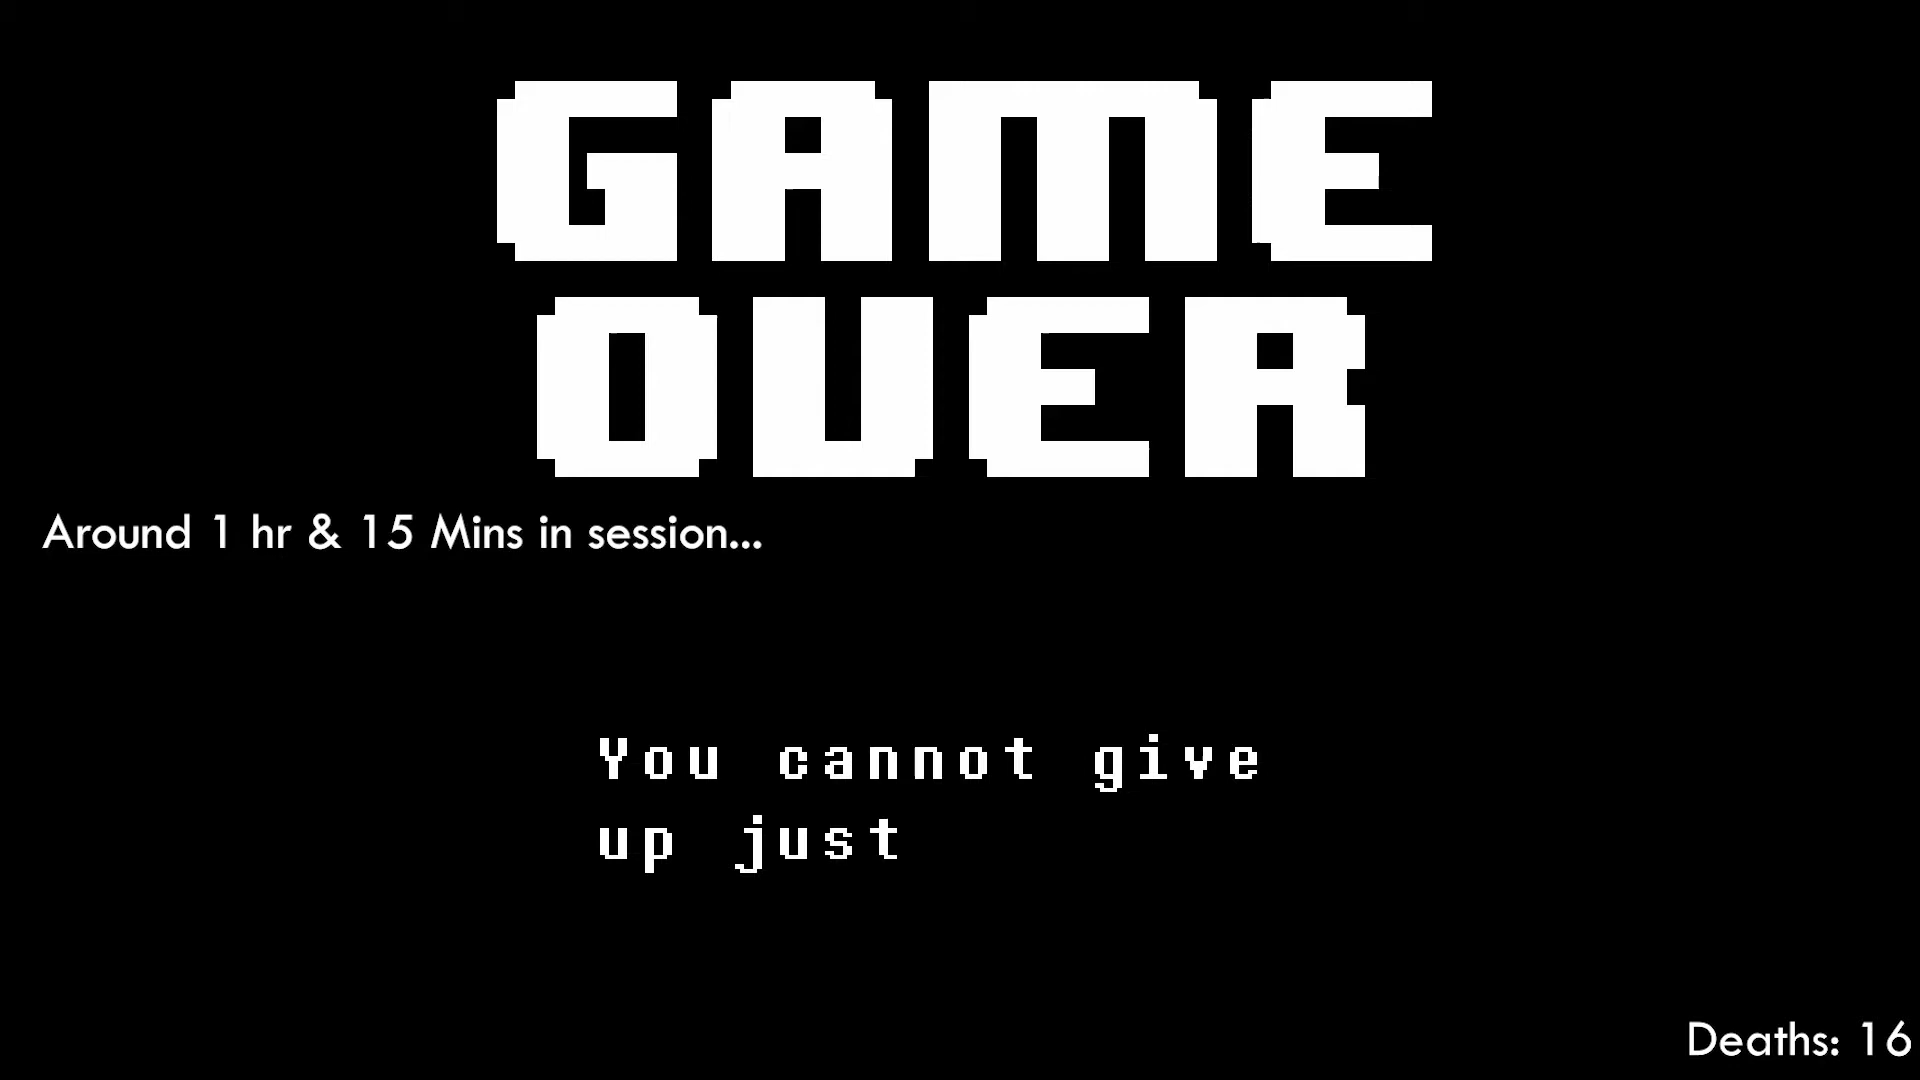 GAME
OVER
Around 1 hr & 15 Mins in session...
You cannot give
up just
Deaths: 16